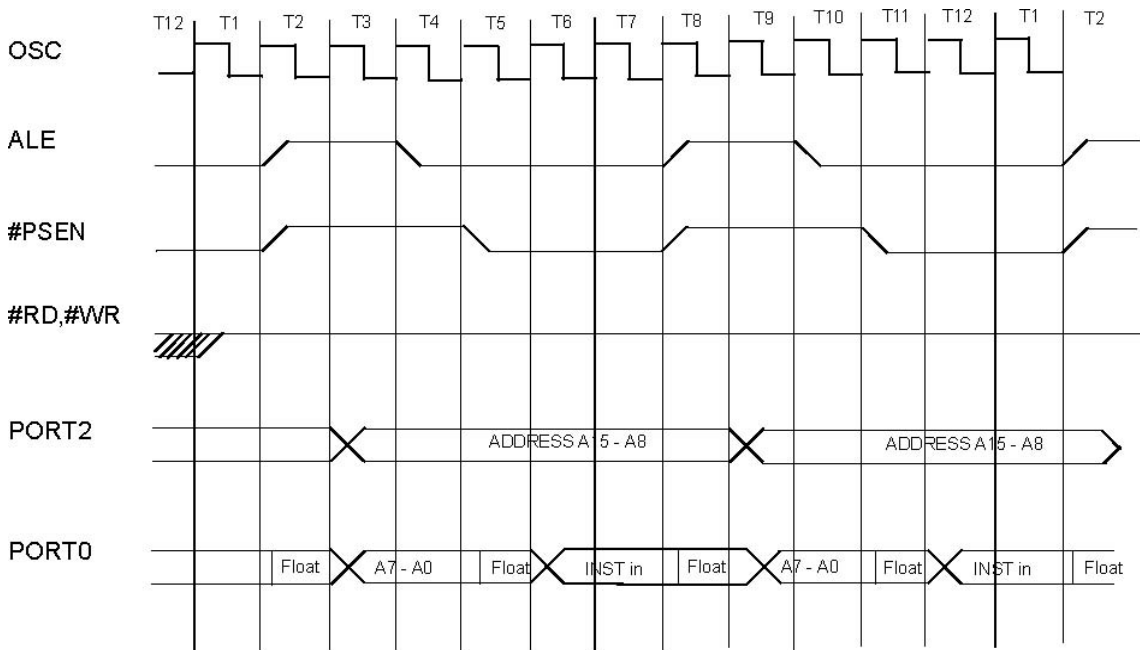 T12 T1 T2 T3 T4 T5 T6 T7 T8 T9 T10 T11 T12 T1 T2
OSC
ALE
#PSEN
#RD,#WR
PORT2 ADDRESS A15 - A8 ADDRESS A15 - A8
PORT0 Float A7 - A0 Float INST in Float A7 - A0 Float INST in Float